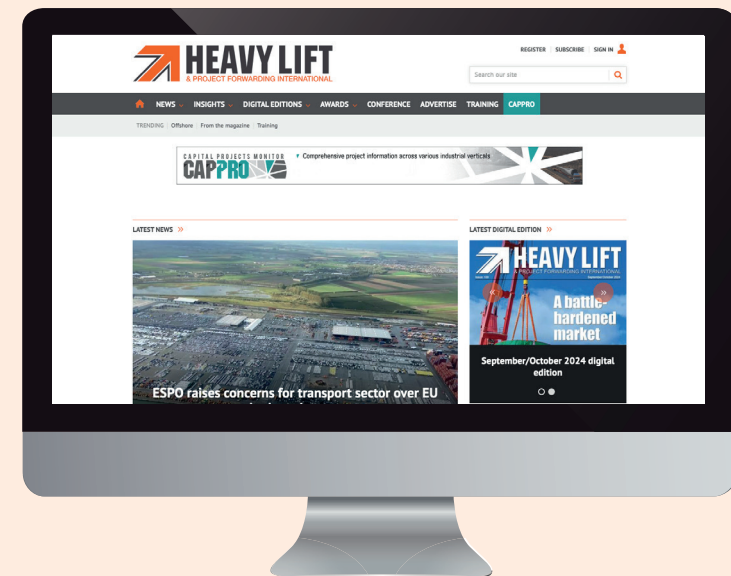 HEAVY LIFT
& PROJECT FORWARDING INTERNATIONAL
REGISTER SUBSCRIBE SIGN IN
Search our site
NEWS INSIGHTS DIGITAL EDITIONS AWARDS CONFERENCE ADVERTISE TRAINING CAPPRO
TRENDING Offshore From the magazine Training
CAPITAL PROJECTS MONITOR
CAPPRO
Comprehensive project information across various industrial verticals
LATEST NEWS »
LATEST DIGITAL EDITION »
HEAVY LIFT
& PROJECT FORWARDING INTERNATIONAL
A battle-
hardened
market
September/October 2024 digital
edition
ESPO raises concerns for transport sector over EU